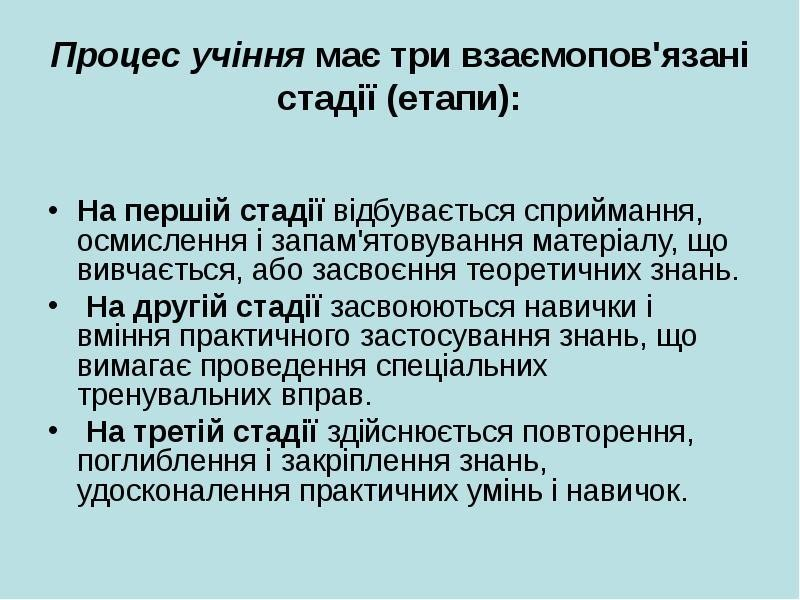 Процес учіння має три взаємопов'язані
стадії (етапи):
• На першій стадії відбувається сприймання,
осмислення і запам'ятовування матеріалу, що
вивчається, або засвоєння теоретичних знань.
• На другій стадії засвоюються навички і
вміння практичного застосування знань, що
вимагає проведення спеціальних
тренувальних вправ.
• На третій стадії здійснюється повторення,
поглиблення і закріплення знань,
удосконалення практичних умінь і навичок.